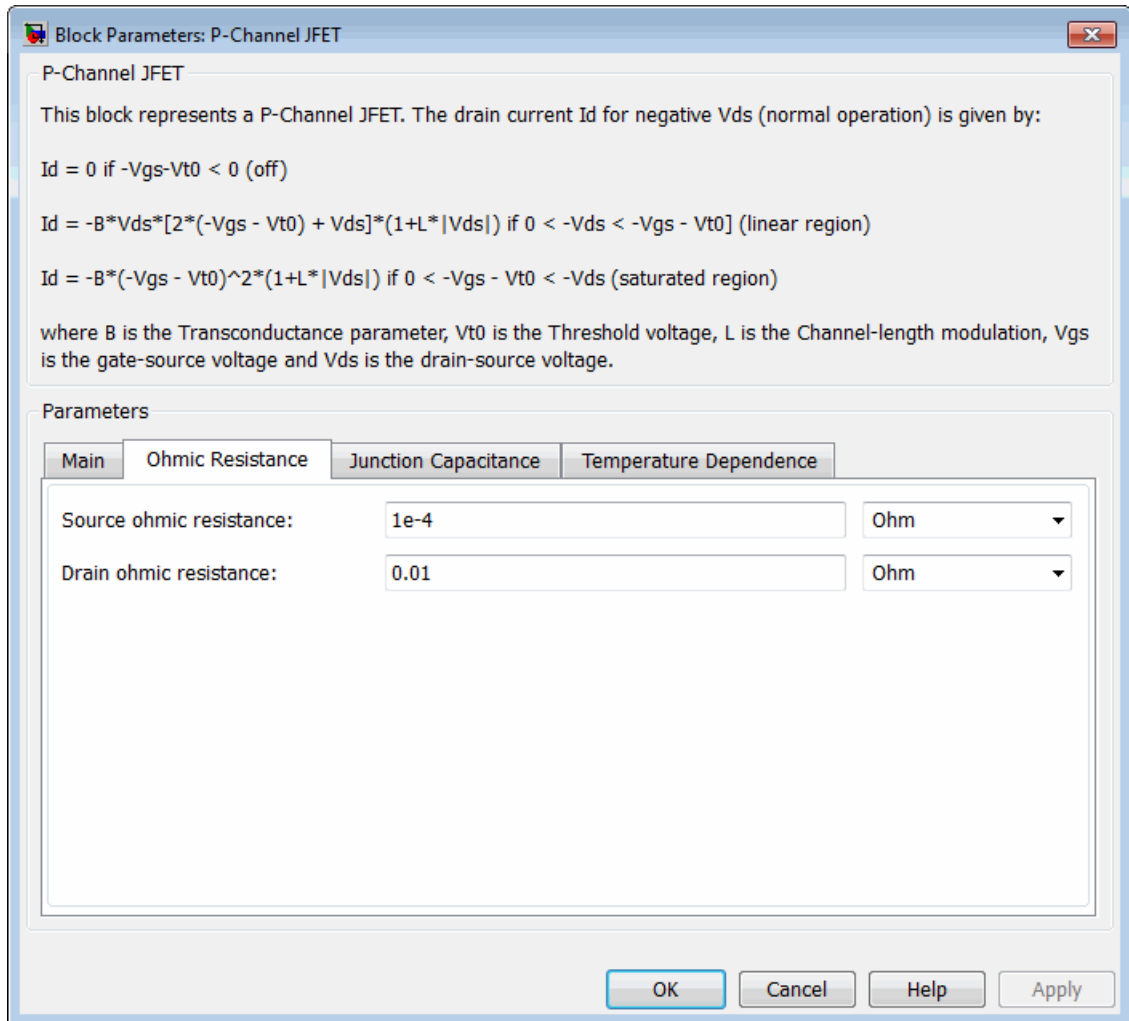 Block Parameters: P-Channel JFET
P-Channel JFET
This block represents a P-Channel JFET. The drain current Id for negative Vds (normal operation) is given by:
Id = 0 if -Vgs-Vt0 < 0 (off)
Id = -B*Vds*[2*(-Vgs - Vt0) + Vds]*(1+L*|Vds|) if 0 < -Vds < -Vgs - Vt0] (linear region)
Id = -B*(-Vgs - Vt0)^2*(1+L*|Vds|) if 0 < -Vgs - Vt0 < -Vds (saturated region)
where B is the Transconductance parameter, Vt0 is the Threshold voltage, L is the Channel-length modulation, Vgs
is the gate-source voltage and Vds is the drain-source voltage.
Parameters
Main Ohmic Resistance Junction Capacitance Temperature Dependence
Source ohmic resistance: 1e-4 Ohm
Drain ohmic resistance: 0.01 Ohm
OK Cancel Help Apply